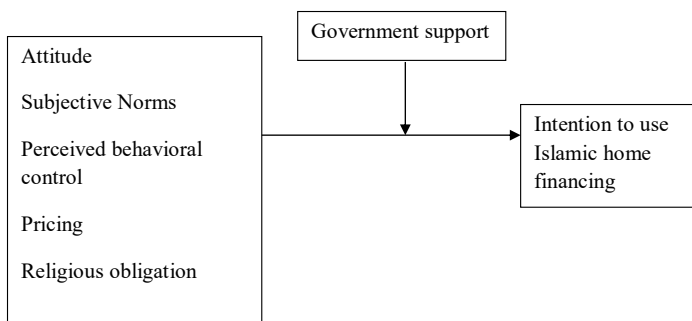 Government support
Attitude
Subjective Norms
Perceived behavioral
control
Pricing
Religious obligation
Intention to use
Islamic home
financing